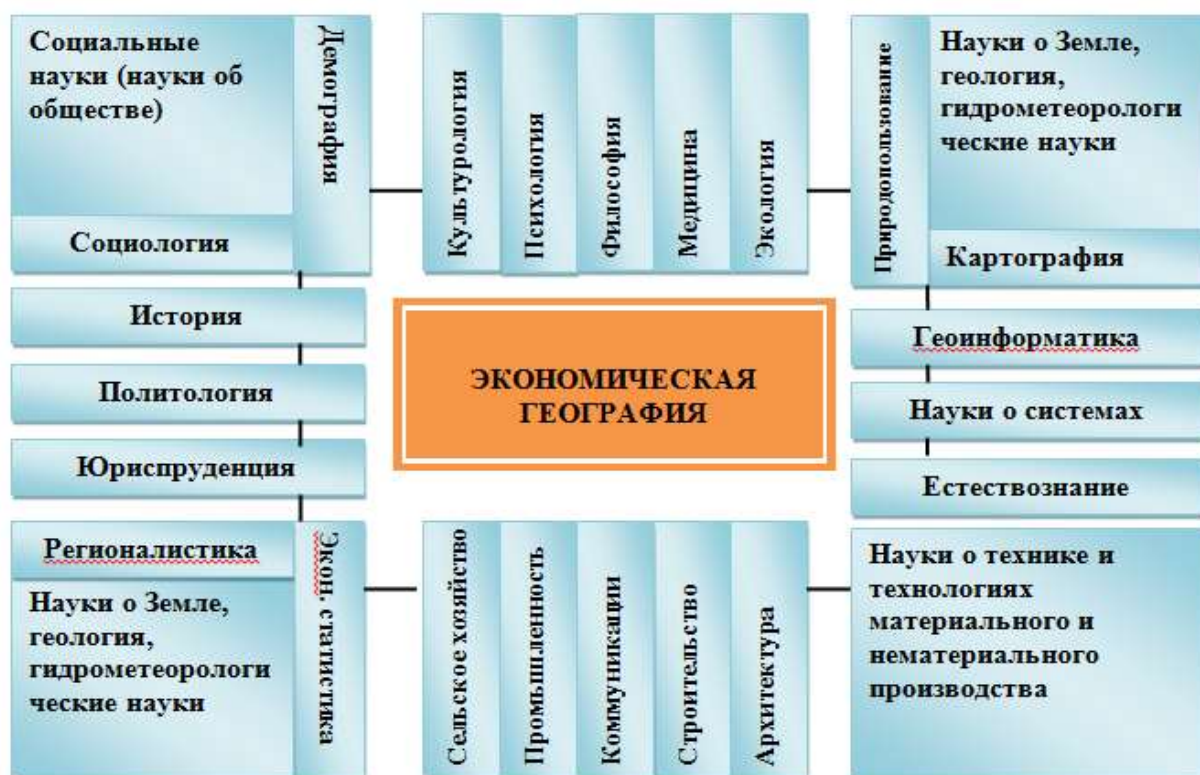 Социальные
науки (науки об
обществе)
Демография
Социология
Культурология
Психология
Философия
Медицина
Экология
Природопользование
Науки о Земле,
геология,
гидрометеорологи
ческие науки
Картография
История
Политология
Юриспруденция
ЭКОНОМИЧЕСКАЯ
ГЕОГРАФИЯ
Геоинформатика
Науки о системах
Естествознание
Регионалистика
Науки о Земле,
геология,
гидрометеорологи
ческие науки
Экон. статистика
Сельское хозяйство
Промышленность
Коммуникации
Строительство
Архитектура
Науки о технике и
технологиях
материального и
нематериального
производства